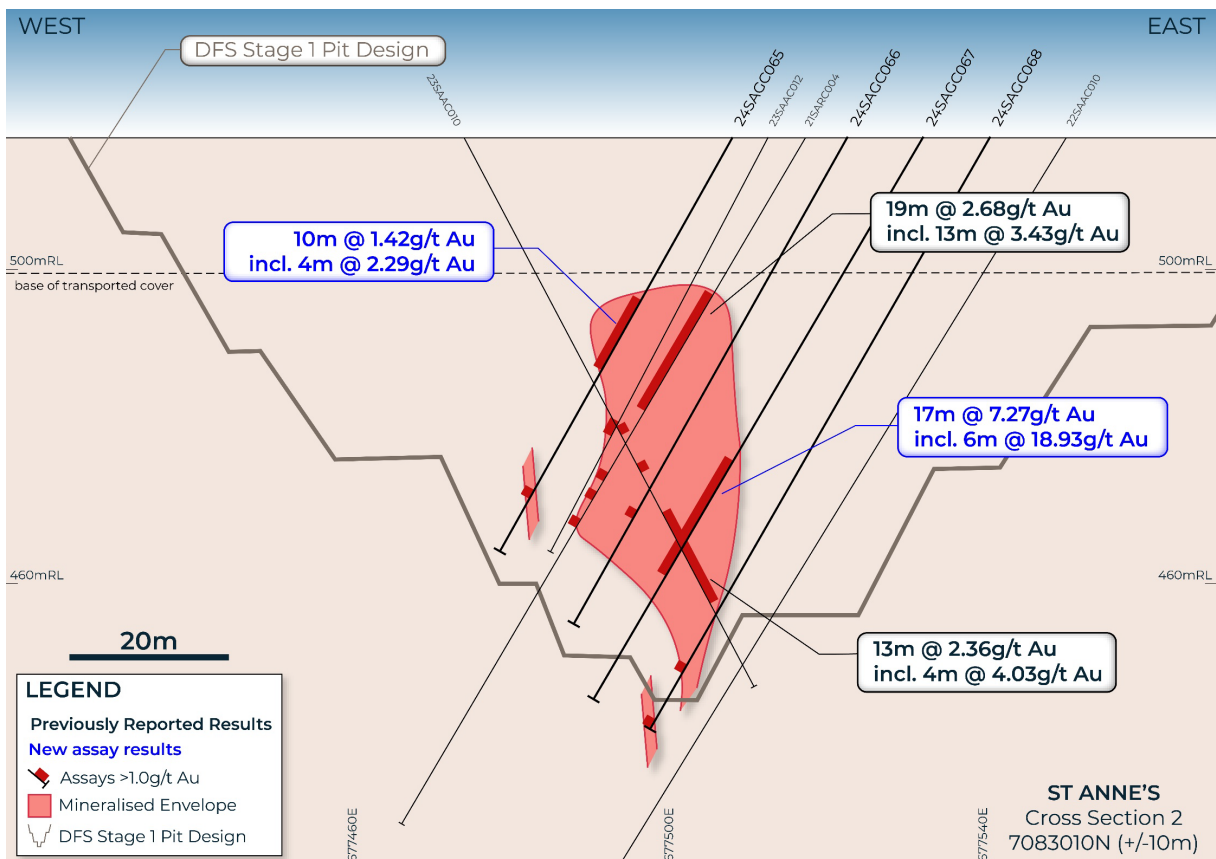 WEST
EAST
DFS Stage 1 Pit Design
23SAAC010
24SAGC065
23SAAC012
21SARC004
24SAGC066
24SAGC067
24SAGC068
22SAAC010
19m @ 2.68g/t Au
incl. 13m @ 3.43g/t Au
10m @ 1.42g/t Au
incl. 4m @ 2.29g/t Au
500mRL
500mRL
base of transported cover
17m @ 7.27g/t Au
incl. 6m @ 18.93g/t Au
460mRL
460mRL
20m
13m @ 2.36g/t Au
incl. 4m @ 4.03g/t Au
LEGEND
Previously Reported Results
New assay results
Assays >1.0g/t Au
Mineralised Envelope
DFS Stage 1 Pit Design
577460E
577500E
577540E
ST ANNE'S
Cross Section 2
7083010N (+/-10m)